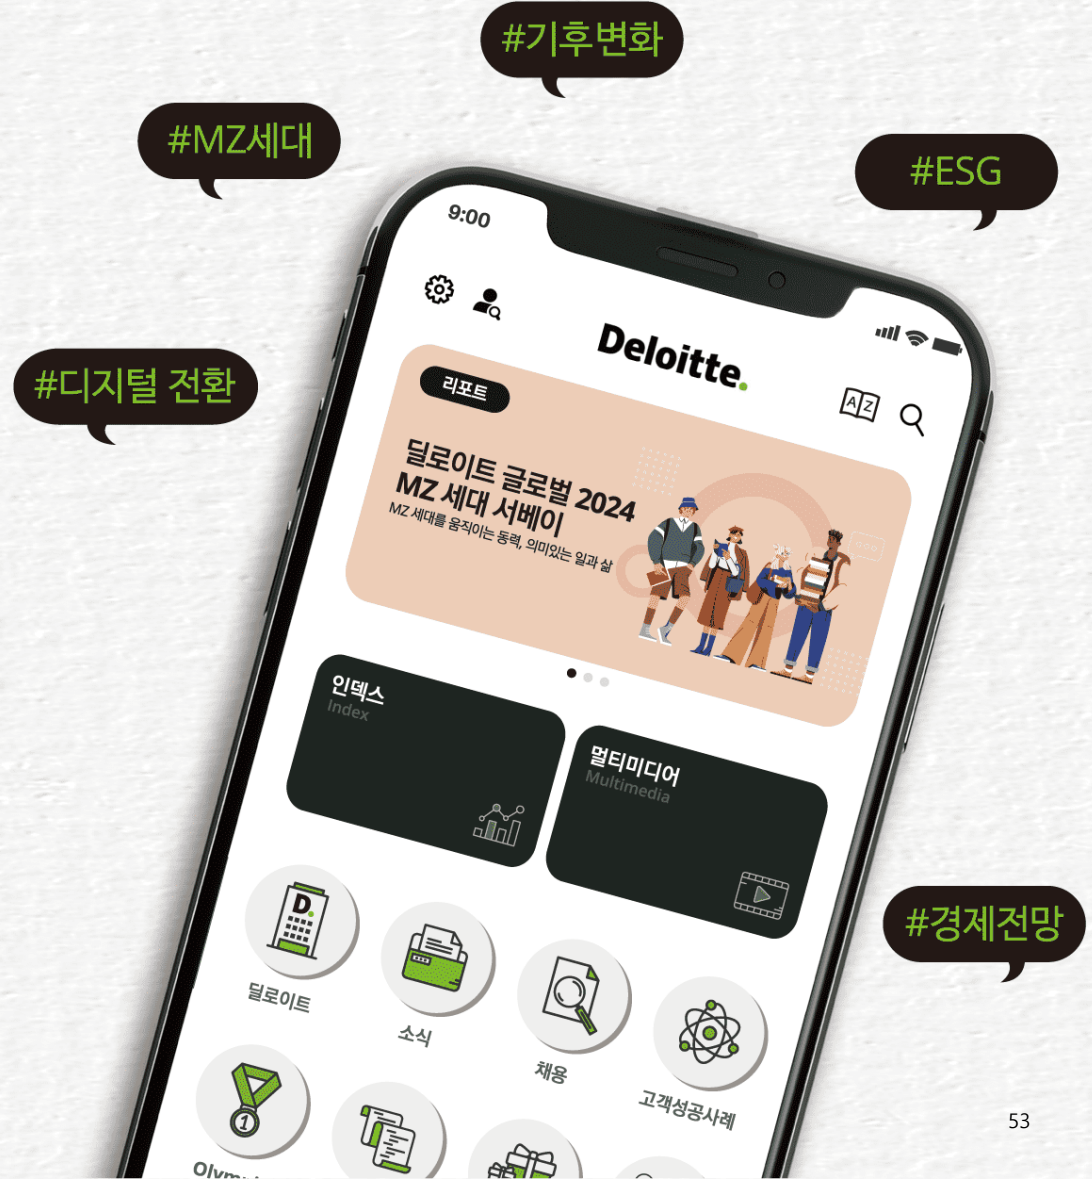 #기후변화
#MZ세대
#ESG
9:00
Deloitte.
#디지털 전환
AZ
리포트
딜로이트 글로벌 2024
MZ 세대 서베이
MZ 세대를 움직이는 동력, 의미있는 일과 삶
인덱스
Index
멀티미디어
Multimedia
#경제전망
D.
딜로이트
소식
채용
고객성공사례
1
53